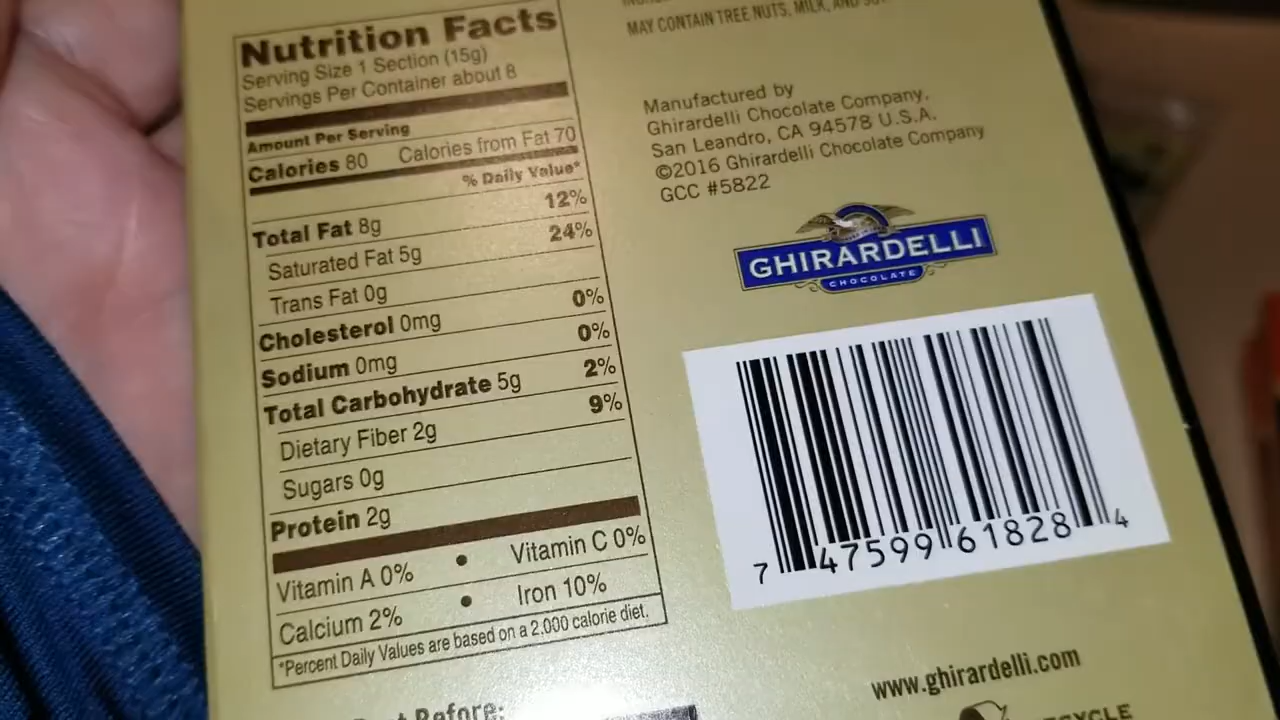 Nutrition Facts
Serving Size 1 Section (15g)
Servings Per Container about 8
Amount Per Serving
Calories 80 Calories from Fat 70
% Daily Value*
Total Fat 8g 12%
Saturated Fat 5g 24%
Trans Fat 0g
Cholesterol 0mg 0%
Sodium 0mg 0%
Total Carbohydrate 5g 2%
Dietary Fiber 2g 9%
Sugars 0g
Protein 2g
Vitamin A 0% • Vitamin C 0%
Calcium 2% • Iron 10%
*Percent Daily Values are based on a 2,000 calorie diet.
MAY CONTAIN TREE NUTS, MILK, AND
Manufactured by
Ghirardelli Chocolate Company,
San Leandro, CA 94578 U.S.A.
©2016 Ghirardelli Chocolate Company
GCC #5822
GHIRARDELLI
CHOCOLATE
7 47599 61828 4
www.ghirardelli.com